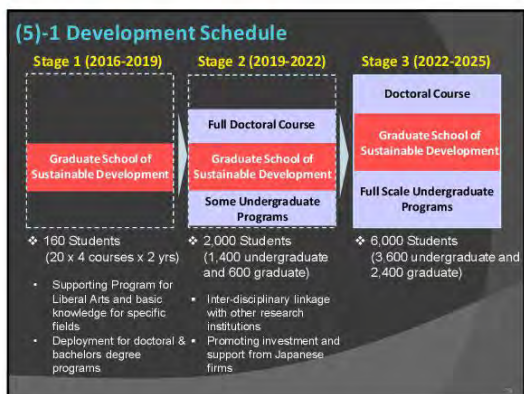 (5)-1 Development Schedule
Stage 1 (2016-2019)
Graduate School of
Sustainable Development
❖ 160 Students
(20 x 4 courses x 2 yrs)
• Supporting Program for
Liberal Arts and basic
knowledge for specific
fields
• Deployment for doctoral &
bachelors degree
programs
Stage 2 (2019-2022)
Full Doctoral Course
Graduate School of
Sustainable Development
Some Undergraduate
Programs
❖ 2,000 Students
(1,400 undergraduate
and 600 graduate)
▪ Inter-disciplinary linkage
with other research
institutions
▪ Promoting investment and
support from Japanese
firms
Stage 3 (2022-2025)
Doctoral Course
Graduate School of
Sustainable Development
Full Scale Undergraduate
Programs
❖ 6,000 Students
(3,600 undergraduate and
2,400 graduate)